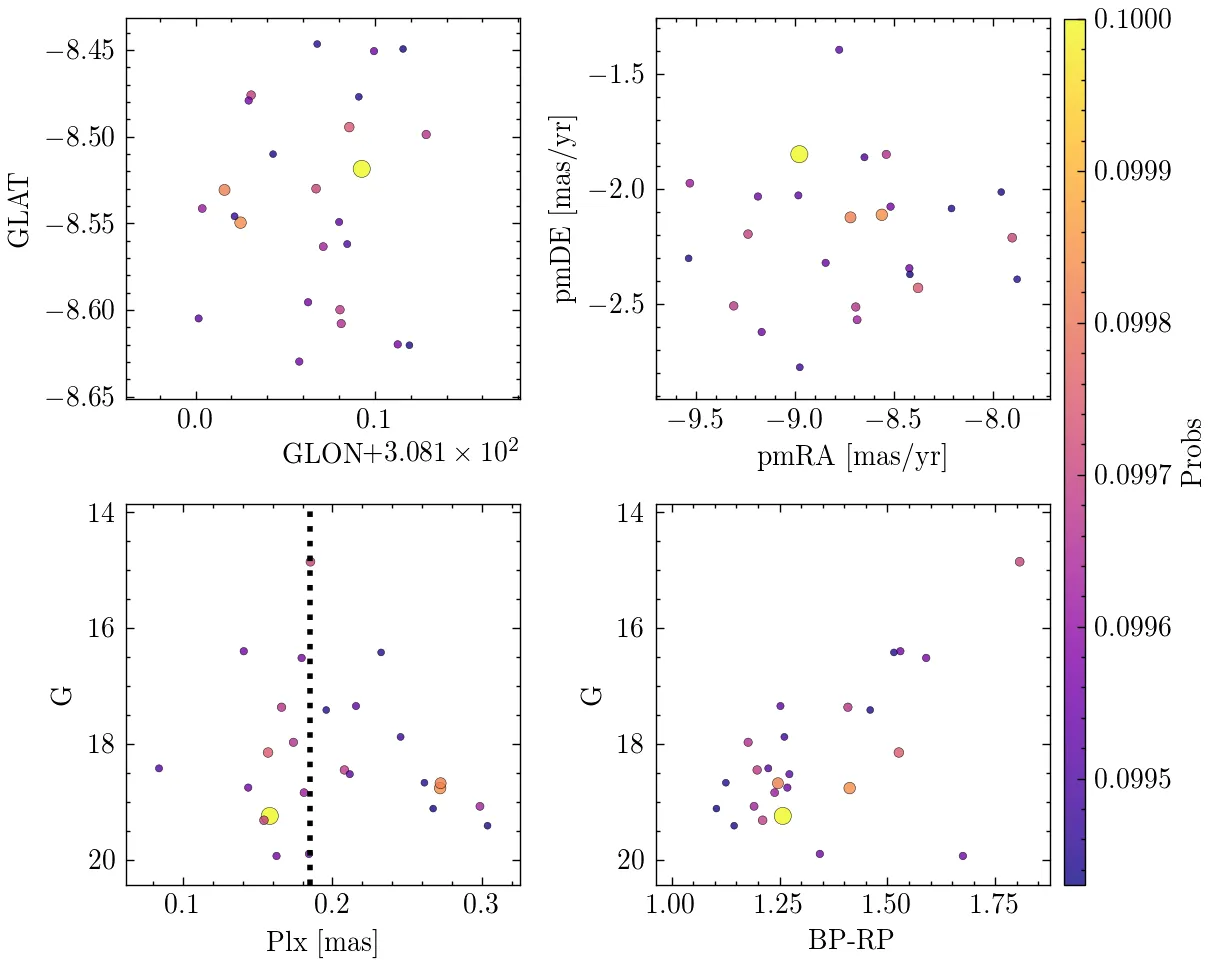 −8.45
−8.50
−8.55
−8.60
−8.65
GLAT
0.0 0.1
GLON+3.081 × 10²
−1.5
−2.0
−2.5
pmDE [mas/yr]
−9.5 −9.0 −8.5 −8.0
pmRA [mas/yr]
0.1000
0.0999
0.0998
0.0997
0.0996
0.0995
Probs
14
16
18
20
G
0.1 0.2 0.3
Plx [mas]
14
16
18
20
G
1.00 1.25 1.50 1.75
BP-RP